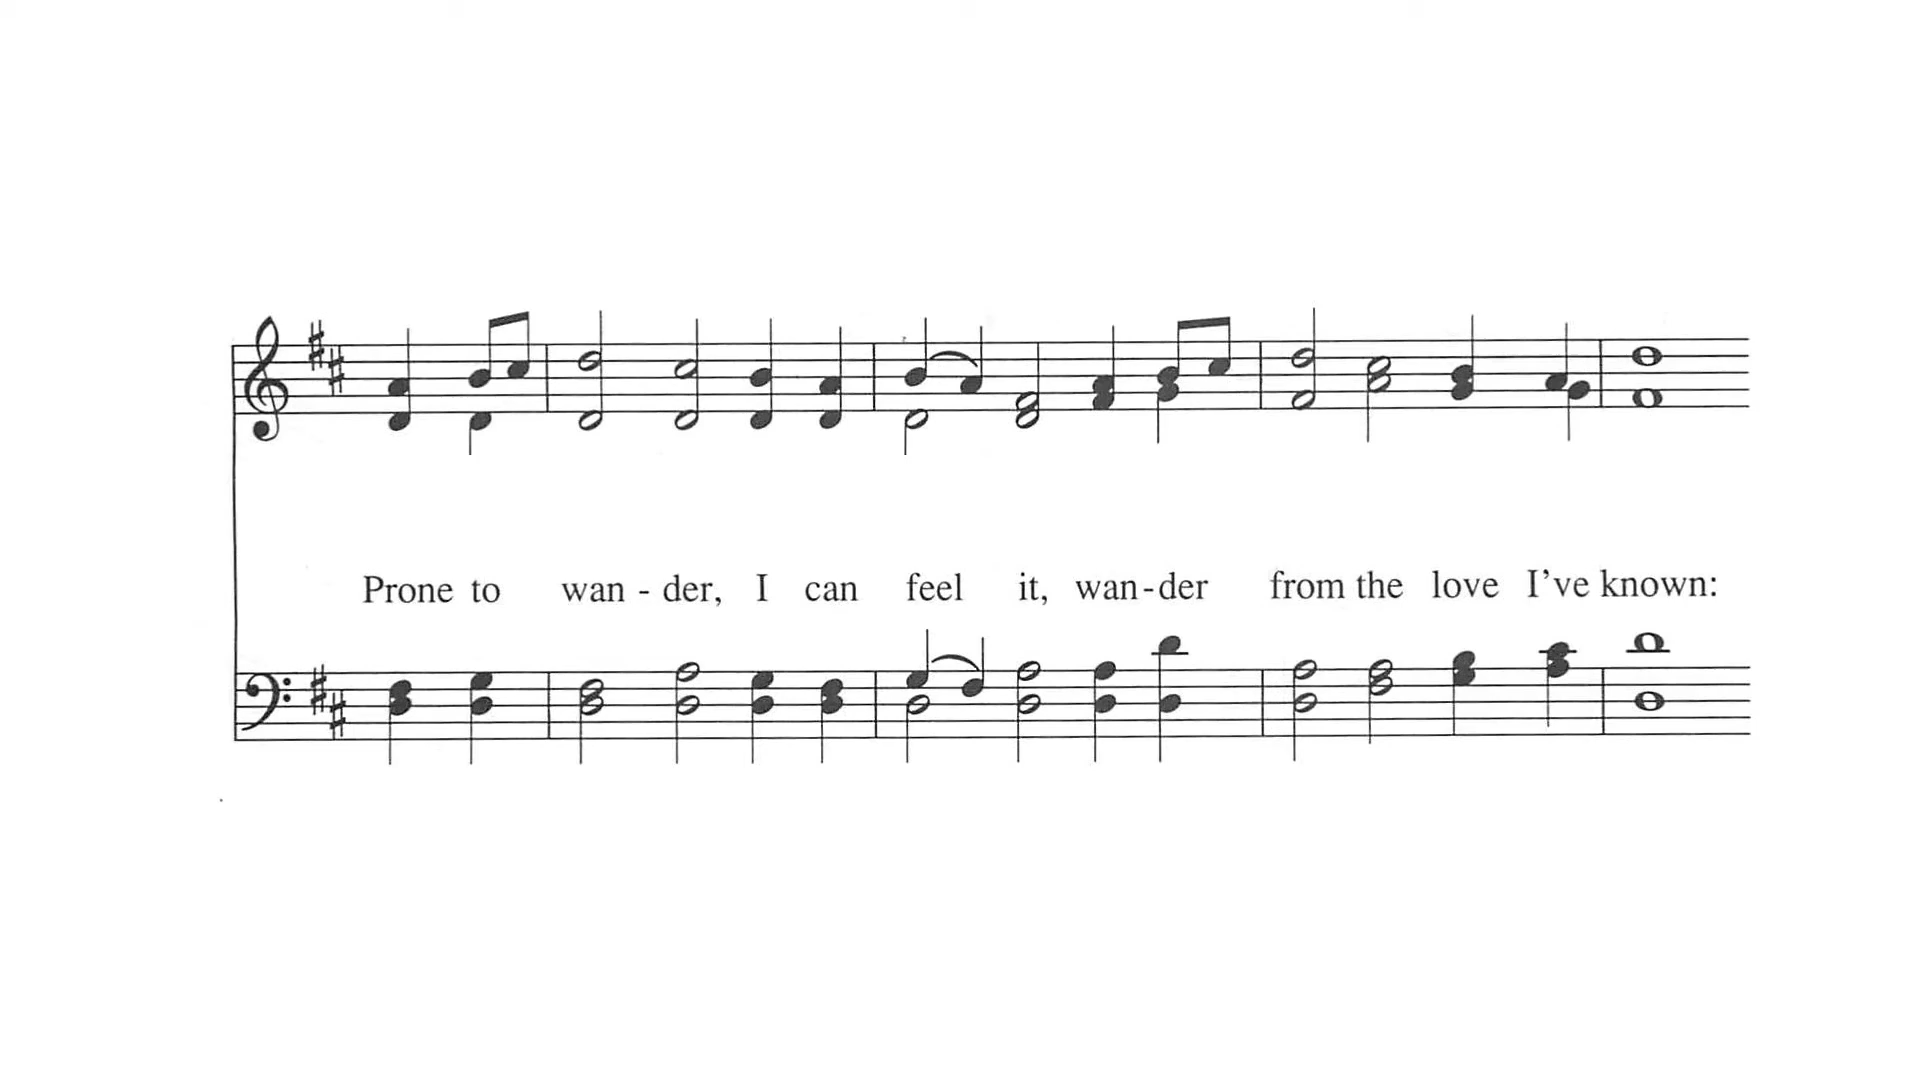 Prone to wan - der, I can feel it, wan-der from the love I've known: